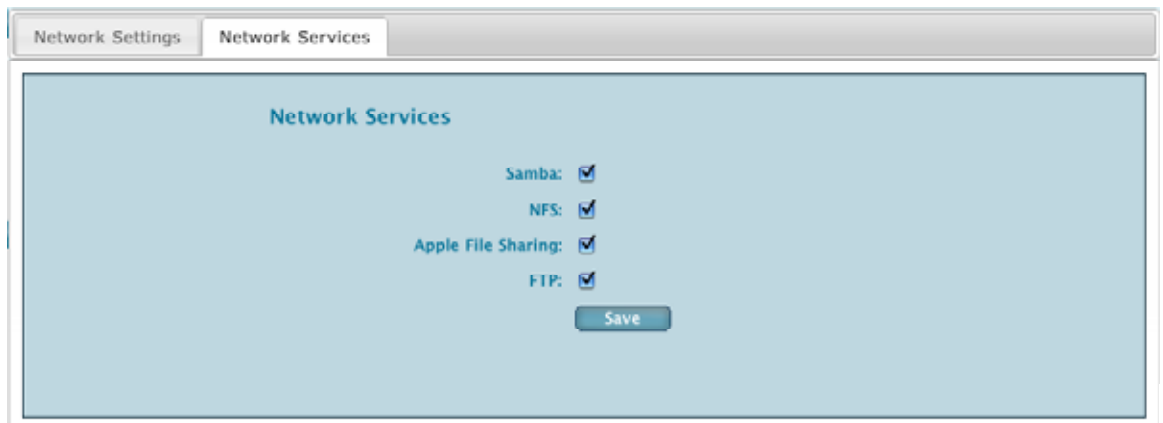 Network Settings Network Services
Network Services
Samba:
NFS:
Apple File Sharing:
FTP:
Save